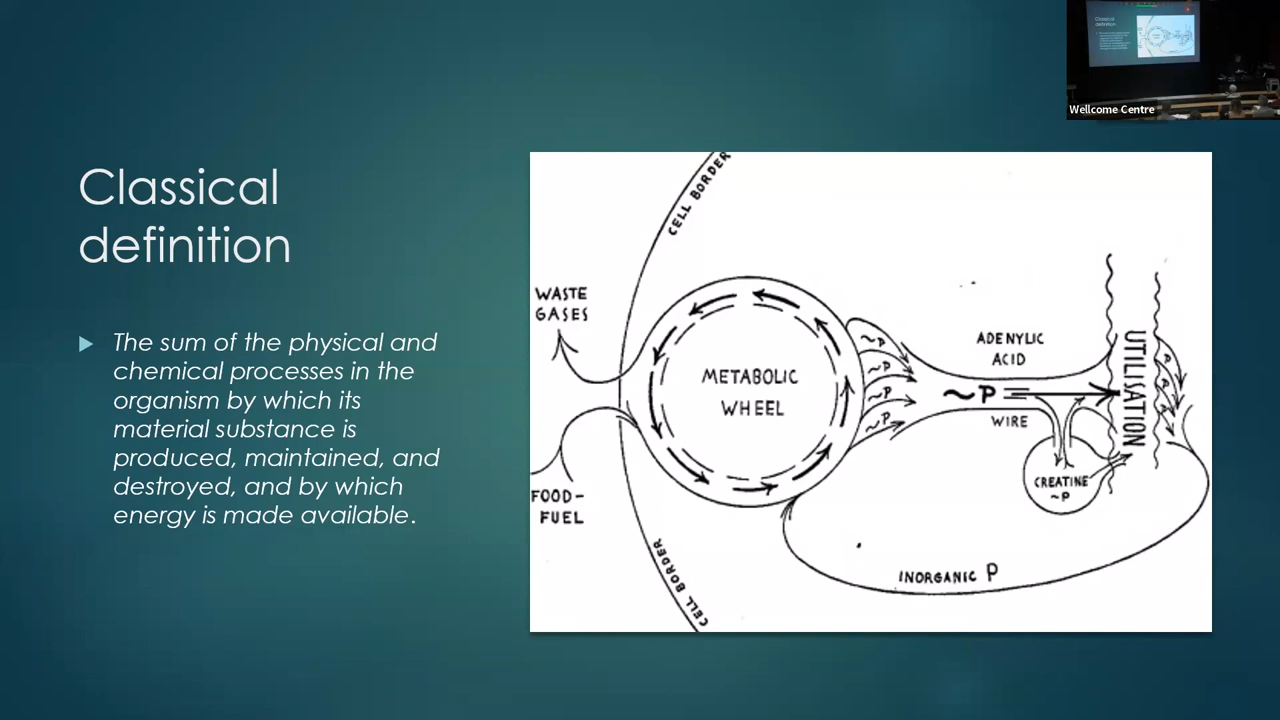 Classical
definition
The sum of the physical and
chemical processes in the
organism by which its
material substance is
produced, maintained, and
destroyed, and by which
energy is made available.
CELL BORDER
WASTE
GASES
METABOLIC
WHEEL
FOOD-
FUEL
CELL BORDER
~P
~P
~P
~P
ADENYLIC
ACID
~P
WIRE
CREATINE
~P
UTILISATION
P
P
P
P
INORGANIC P
Classical
definition
Wellcome Centre